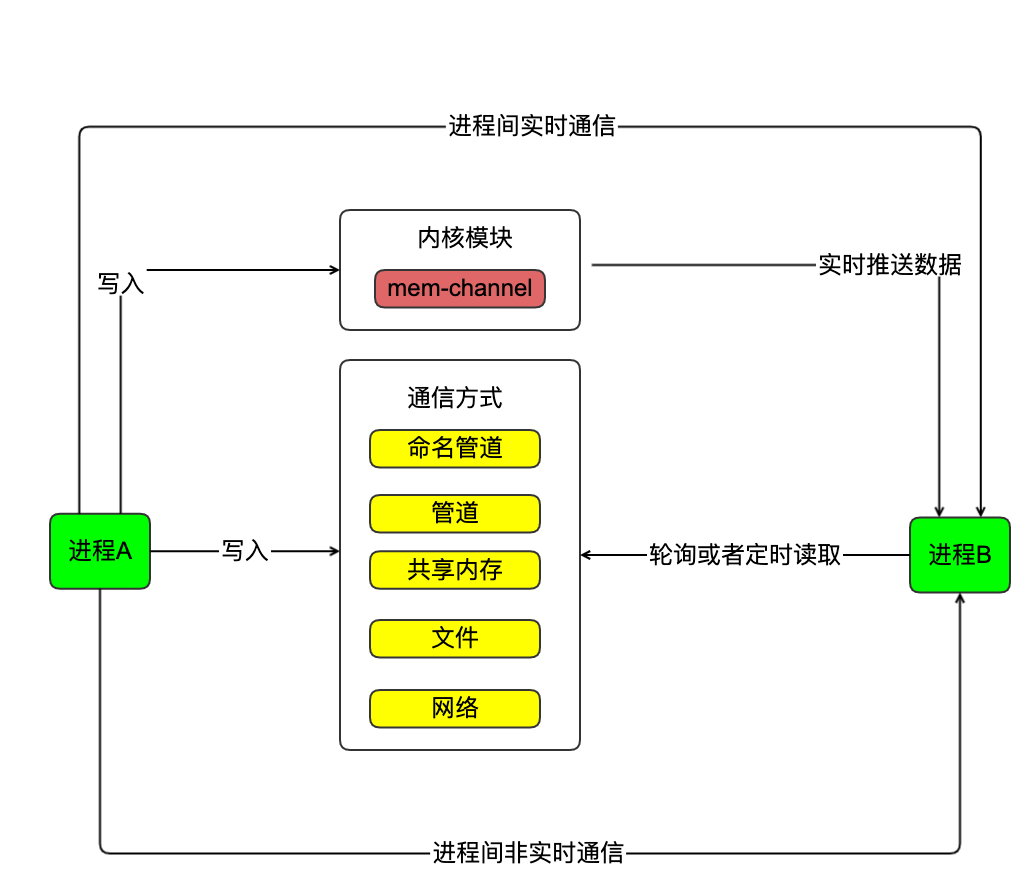 进程间实时通信
内核模块
mem-channel
实时推送数据
写入
通信方式
命名管道
管道
进程A
写入
共享内存
轮询或者定时读取
进程B
文件
网络
进程间非实时通信